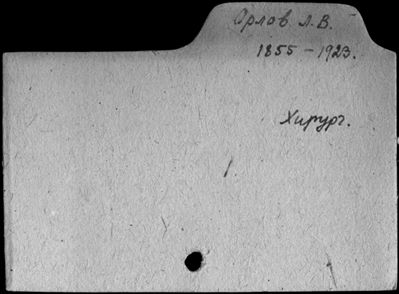 Орлов Л.В.
1855 – 1923.
Хирург.